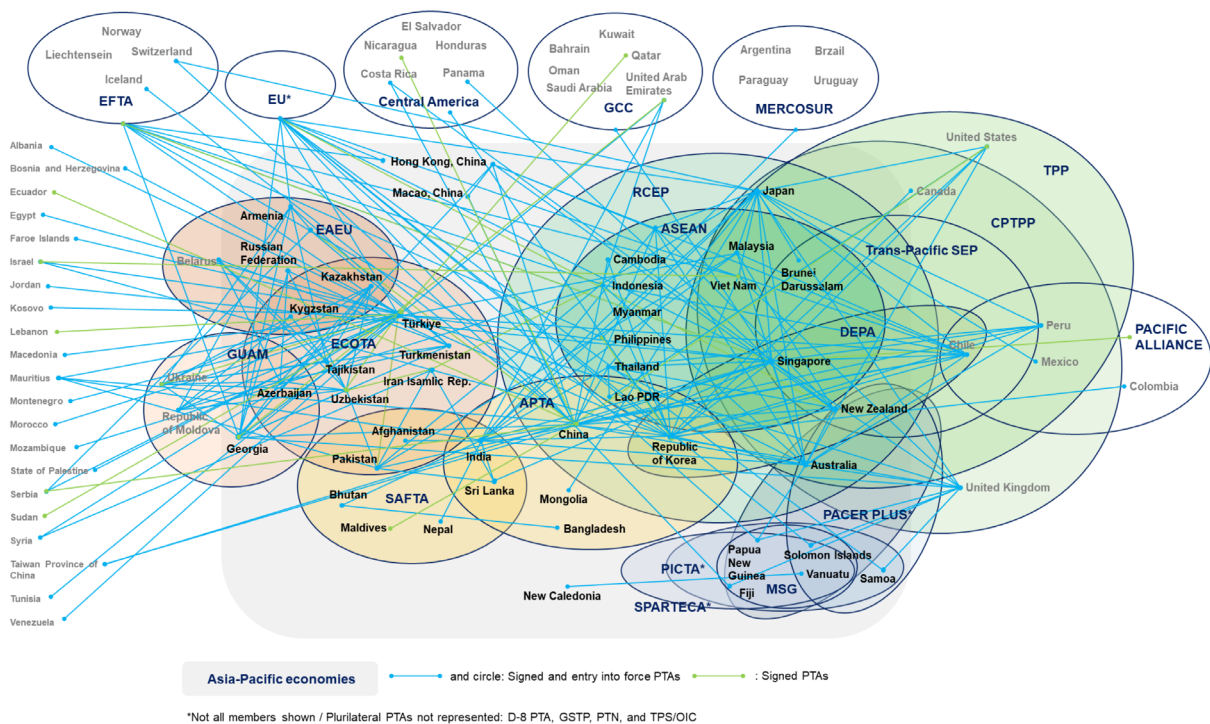 Norway
Liechtensein
Switzerland
Iceland
EFTA
EU*
El Salvador
Nicaragua
Honduras
Costa Rica
Panama
Central America
Kuwait
Bahrain
Qatar
Oman
United Arab
Emirates
Saudi Arabia
GCC
Argentina
Brzail
Paraguay
Uruguay
MERCOSUR
Albania
Bosnia and Herzegovina
Ecuador
Egypt
Faroe Islands
Israel
Jordan
Kosovo
Lebanon
Macedonia
Mauritius
Montenegro
Morocco
Mozambique
State of Palestine
Serbia
Sudan
Syria
Taiwan Province of
China
Tunisia
Venezuela
Hong Kong, China
Macao, China
Armenia
EAEU
Russian
Federation
Belarus
Kazakhstan
Kygzstan
Türkiye
GUAM
ECOTA
Turkmenistan
Tajikistan
Ukraine
Iran Isamlic Rep.
Azerbaijan
Uzbekistan
Republic
of Moldova
Georgia
Afghanistan
Pakistan
India
Bhutan
SAFTA
Sri Lanka
Maldives
Nepal
Mongolia
Bangladesh
APTA
China
Republic
of Korea
RCEP
ASEAN
Cambodia
Indonesia
Myanmar
Philippines
Thailand
Lao PDR
Japan
Malaysia
Viet Nam
Brunei
Darussalam
Singapore
DEPA
Trans-Pacific SEP
CPTPP
TPP
United States
Canada
Peru
Chile
Mexico
Colombia
PACIFIC
ALLIANCE
New Zealand
Australia
United Kingdom
PACER PLUS*
PICTA*
SPARTECA*
MSG
Papua
New
Guinea
Fiji
Solomon Islands
Vanuatu
Samoa
New Caledonia
Asia-Pacific economies
and circle: Signed and entry into force PTAs
: Signed PTAs
*Not all members shown / Plurilateral PTAs not represented: D-8 PTA, GSTP, PTN, and TPS/OIC